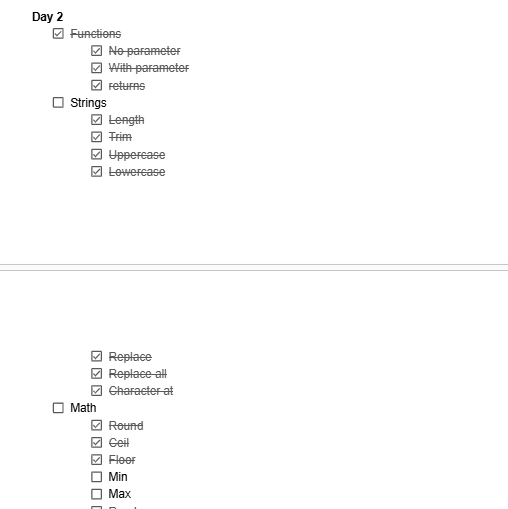 Day 2
Functions
No parameter
With parameter
returns
Strings
Length
Trim
Uppercase
Lowercase
Replace
Replace all
Character at
Math
Round
Ceil
Floor
Min
Max